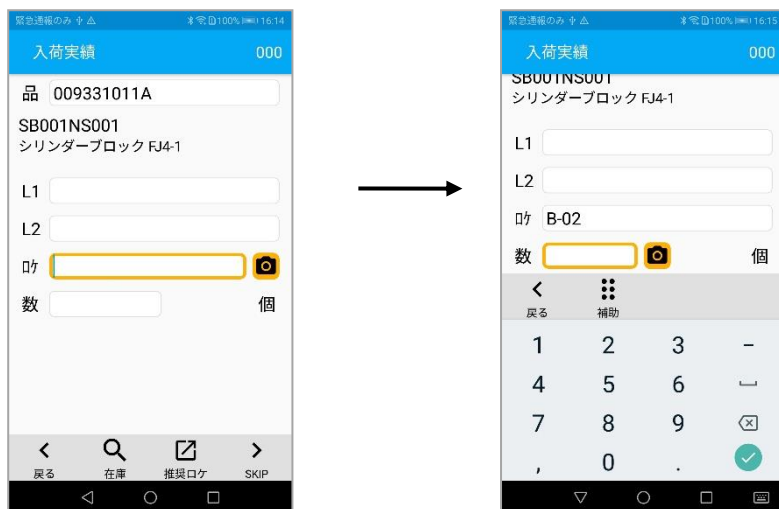 緊急通報のみ 100% 16:14
入荷実績 000
品 009331011A
SB001NS001
シリンダーブロック FJ4-1
L1
L2
ﾛｹ
数 個
戻る 在庫 推奨ロケ SKIP
緊急通報のみ 100% 16:15
入荷実績 000
SB001NS001
シリンダーブロック FJ4-1
L1
L2
ﾛｹ B-02
数 個
戻る 補助
1 2 3 -
4 5 6
7 8 9
, 0 .